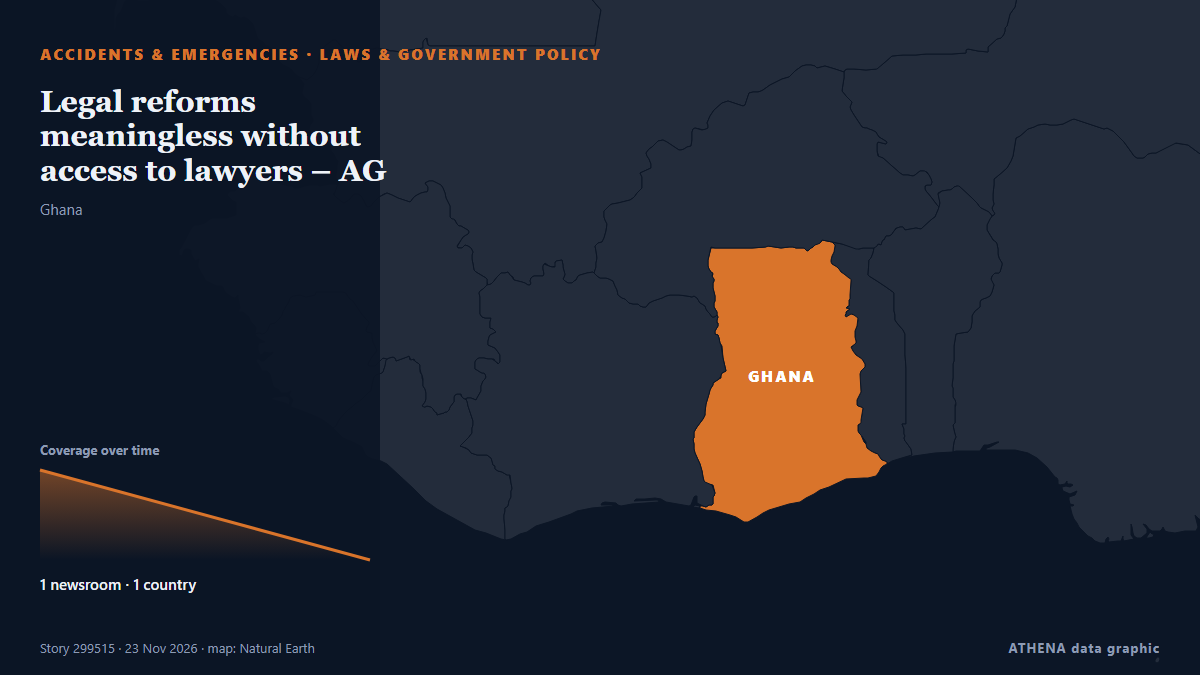 ACCIDENTS & EMERGENCIES · LAWS & GOVERNMENT POLICY
Legal reforms
meaningless without
access to lawyers – AG
Ghana
GHANA
Coverage over time
1 newsroom · 1 country
Story 299515 · 23 Nov 2026 · map: Natural Earth
ATHENA data graphic